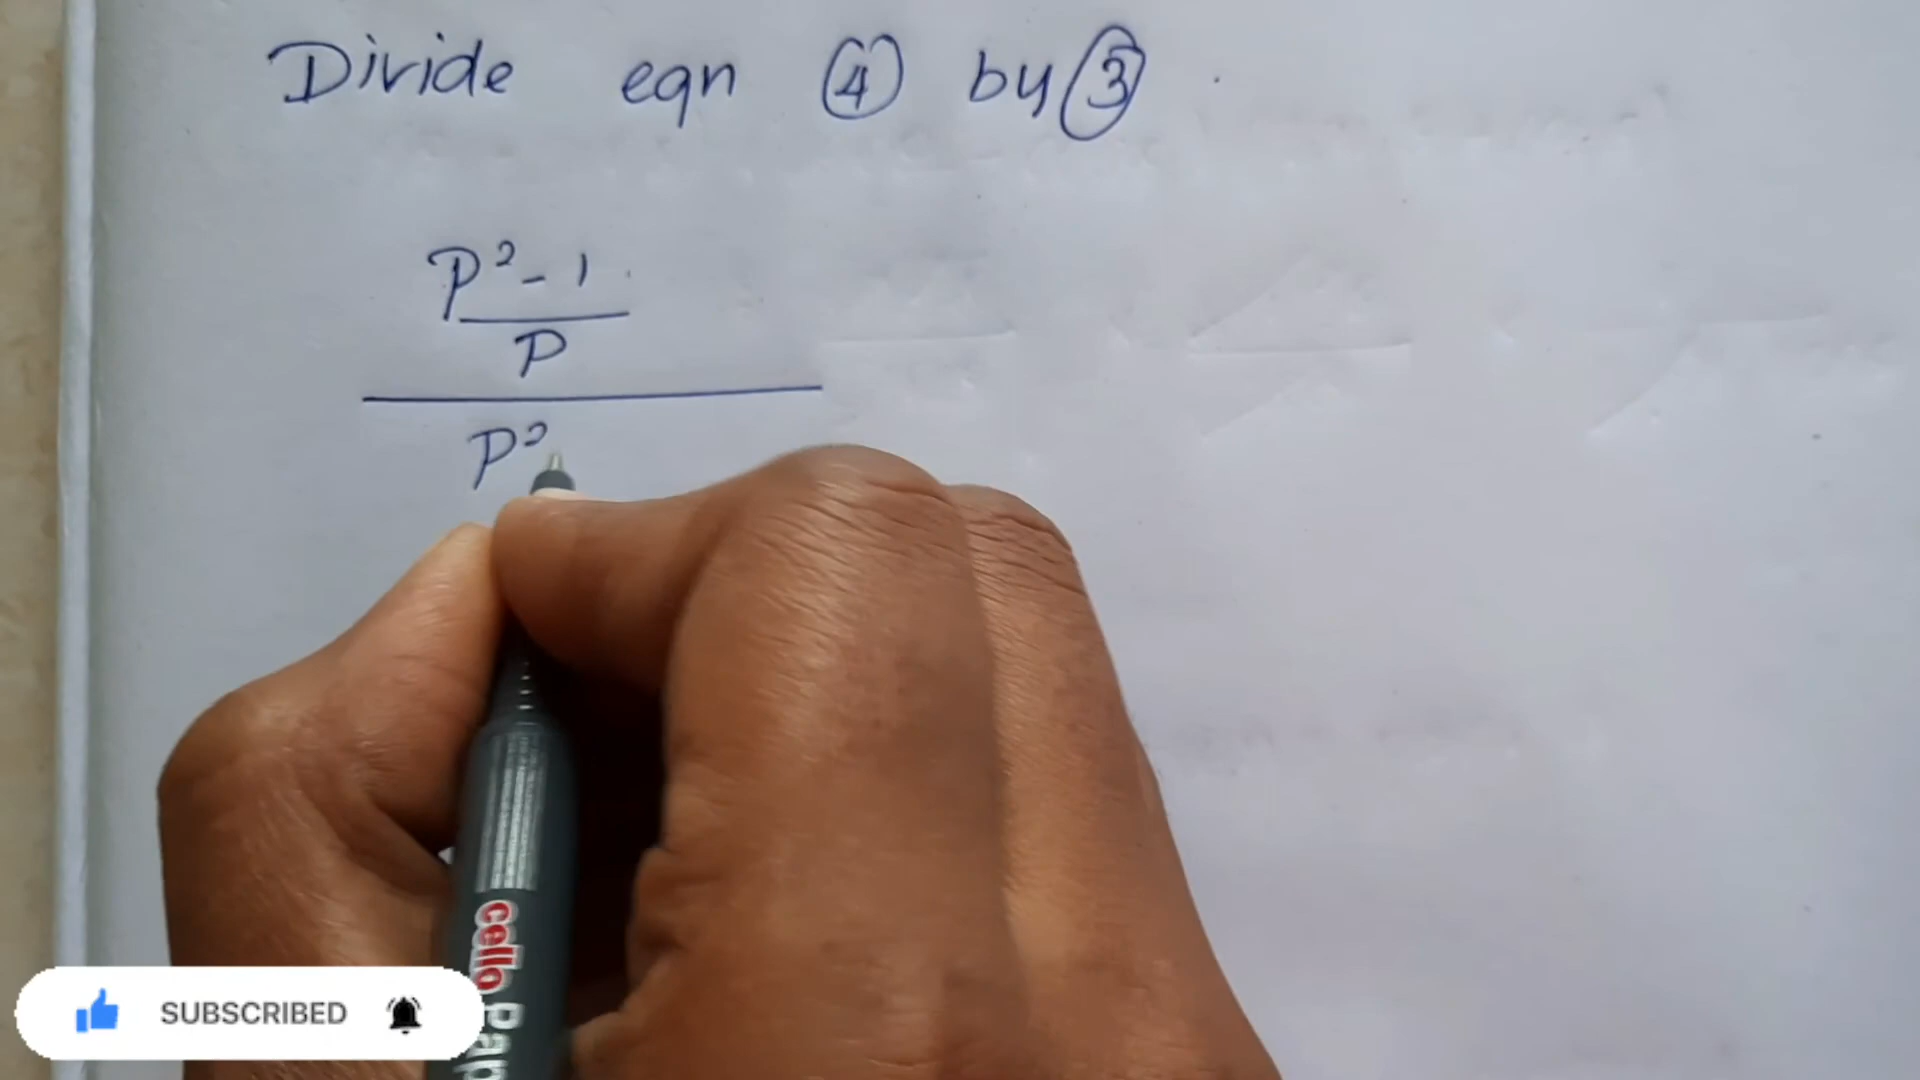 Divide eqn ④ by ③
P² - 1
P
P²
SUBSCRIBED
cello